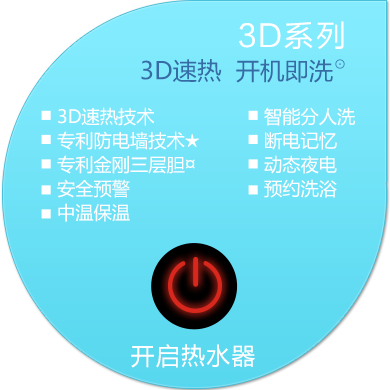 3D系列
3D速热 开机即洗⊙
■ 3D速热技术
■ 专利防电墙技术★
■ 专利金刚三层胆¤
■ 安全预警
■ 中温保温
■ 智能分人洗
■ 断电记忆
■ 动态夜电
■ 预约洗浴
开启热水器